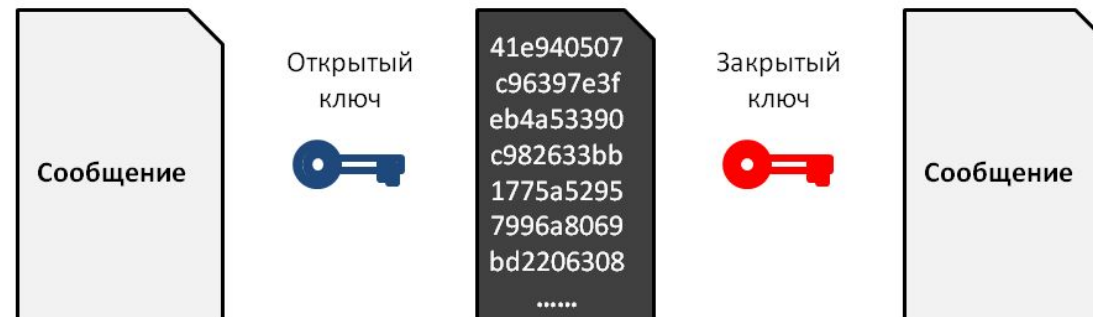 Сообщение
Открытый
ключ
41e940507
c96397e3f
eb4a53390
c982633bb
1775a5295
7996a8069
bd2206308
......
Закрытый
ключ
Сообщение